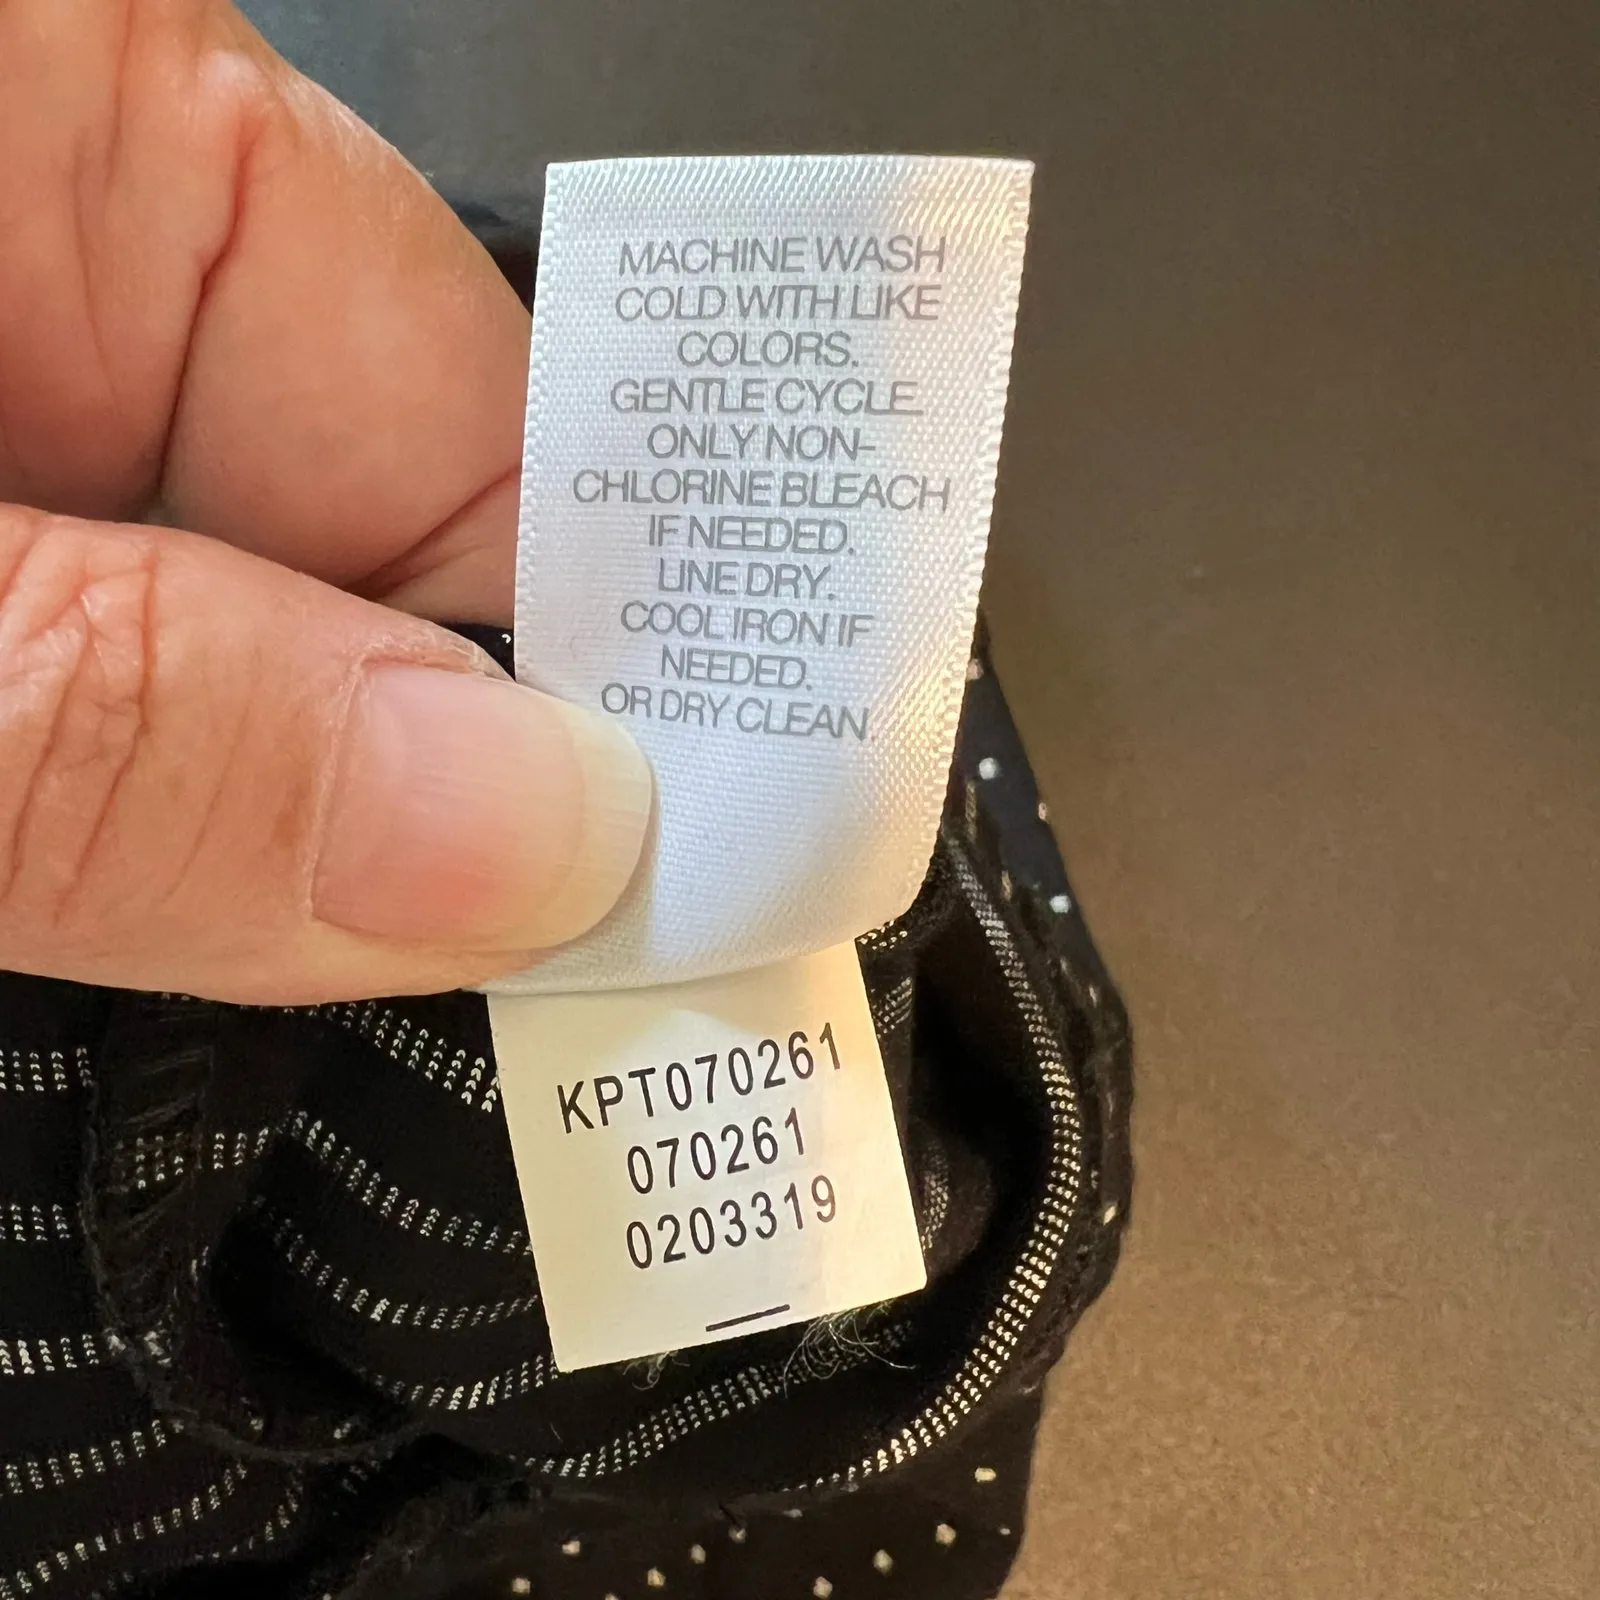 MACHINE WASH
COLD WITH LIKE
COLORS.
GENTLE CYCLE.
ONLY NON-
CHLORINE BLEACH
IF NEEDED.
LINE DRY.
COOL IRON IF
NEEDED.
OR DRY CLEAN.
KPT070261
070261
0203319